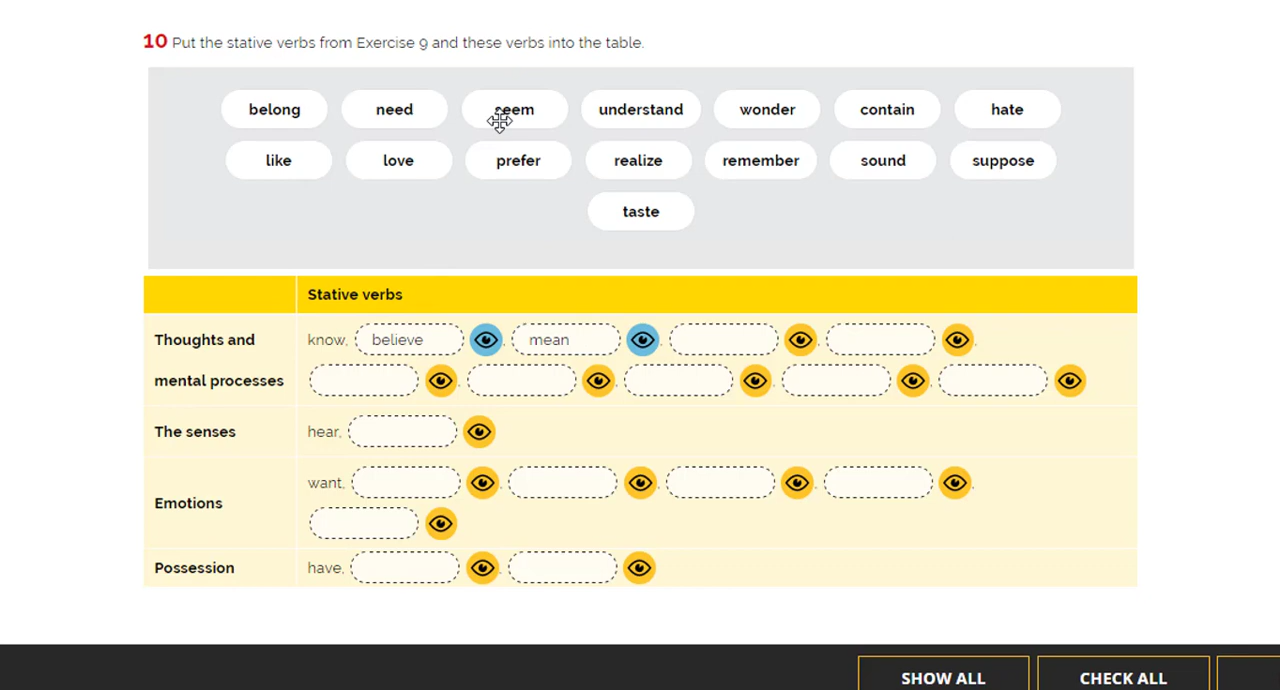 10 Put the stative verbs from Exercise 9 and these verbs into the table.
belong need seem understand wonder contain hate
like love prefer realize remember sound suppose
taste
Stative verbs
Thoughts and mental processes
know, believe, mean, , ,
, , , ,
The senses
hear,
Emotions
want, , , , ,
Possession
have, ,
SHOW ALL CHECK ALL